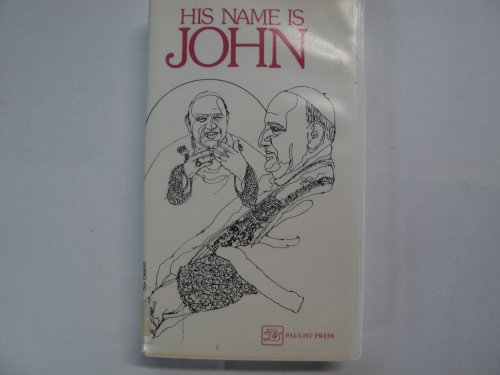 HIS NAME IS
JOHN
PAULIST PRESS